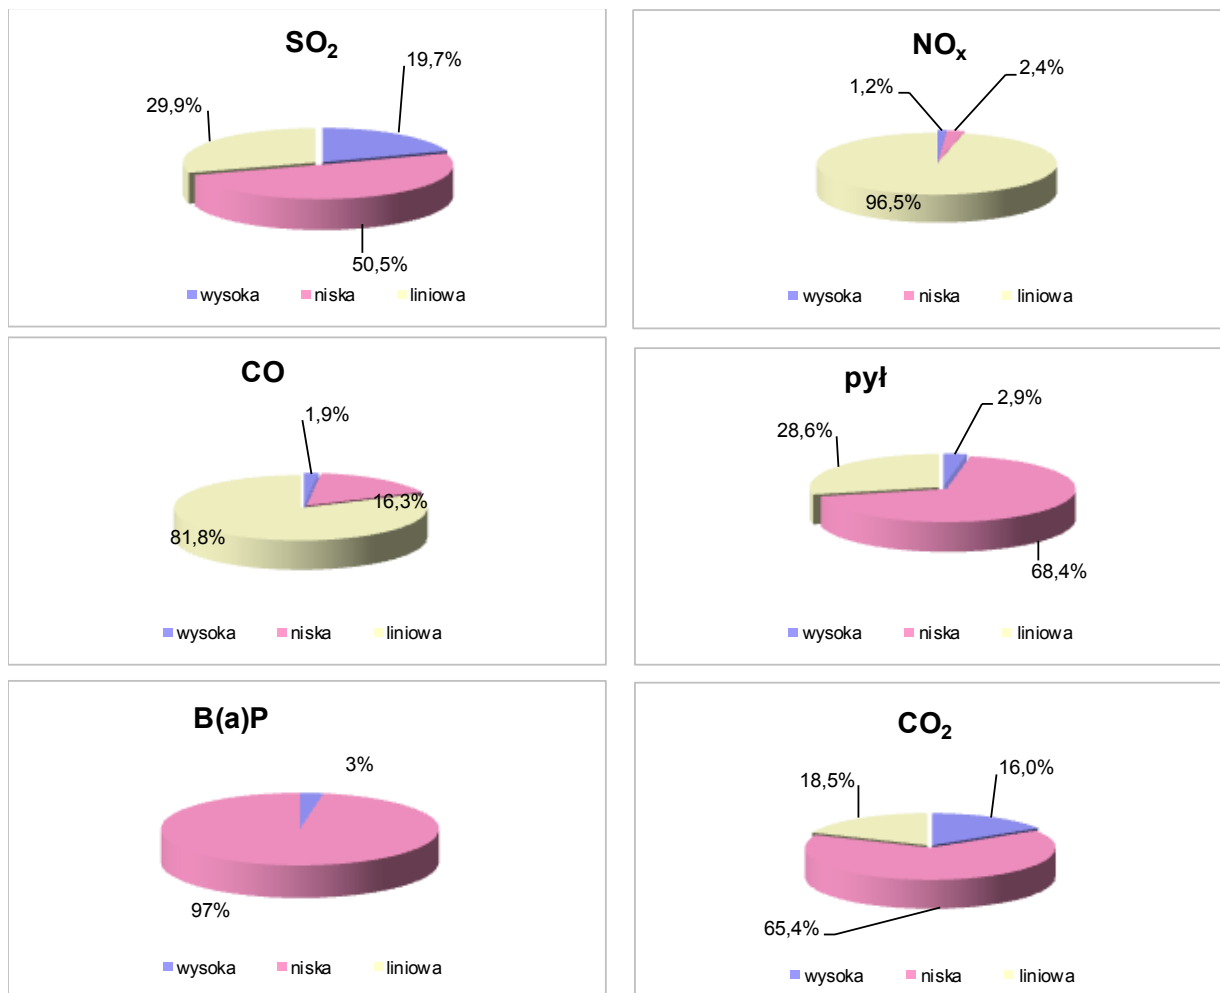 SO₂
19,7%
29,9%
50,5%
wysoka niska liniowa
NOₓ
1,2%
2,4%
96,5%
wysoka niska liniowa
CO
1,9%
16,3%
81,8%
wysoka niska liniowa
pył
2,9%
28,6%
68,4%
wysoka niska liniowa
B(a)P
3%
97%
wysoka niska liniowa
CO₂
18,5%
16,0%
65,4%
wysoka niska liniowa